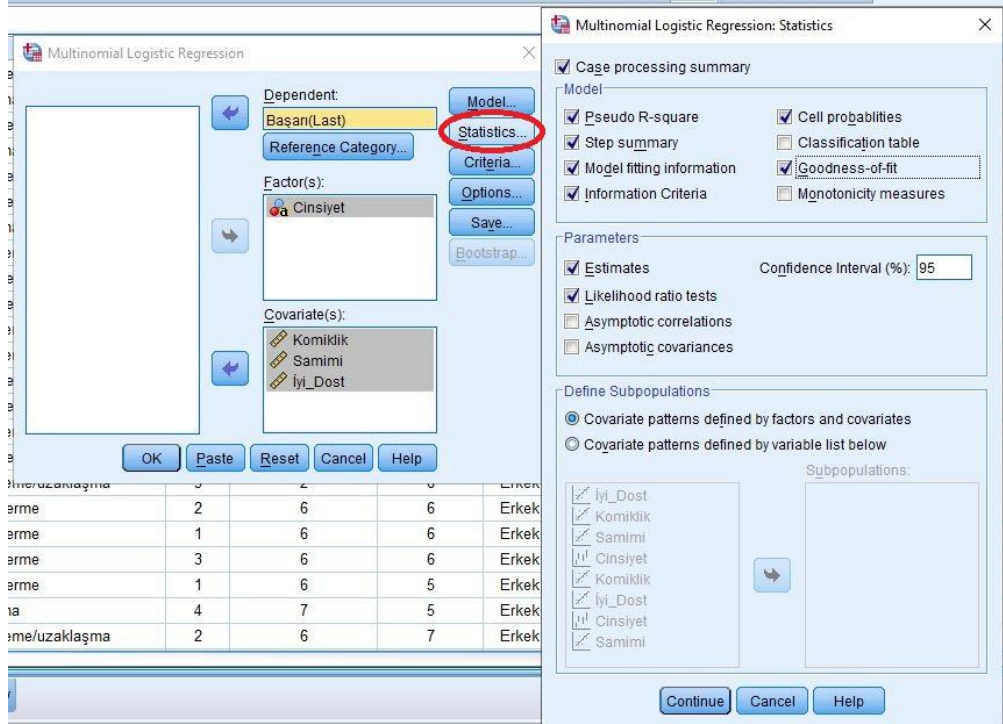 Multinomial Logistic Regression
Dependent:
Başarı(Last)
Reference Category...
Factor(s):
Cinsiyet
Covariate(s):
Komiklik
Samimi
İyi_Dost
Model...
Statistics...
Criteria...
Options...
Save...
Bootstrap...
OK Paste Reset Cancel Help
erme 2 6 6 Erkek
erme 1 6 6 Erkek
erme 3 6 6 Erkek
erme 1 6 5 Erkek
4 7 5 Erkek
eme/uzaklaşma 2 6 7 Erkek
Multinomial Logistic Regression: Statistics
Case processing summary
Model
Pseudo R-square Cell probablities
Step summary Classification table
Model fitting information Goodness-of-fit
Information Criteria Monotonicity measures
Parameters
Estimates Confidence Interval (%): 95
Likelihood ratio tests
Asymptotic correlations
Asymptotic covariances
Define Subpopulations
Covariate patterns defined by factors and covariates
Covariate patterns defined by variable list below
Subpopulations:
İyi_Dost
Komiklik
Samimi
Cinsiyet
Komiklik
İyi_Dost
Cinsiyet
Samimi
Continue Cancel Help